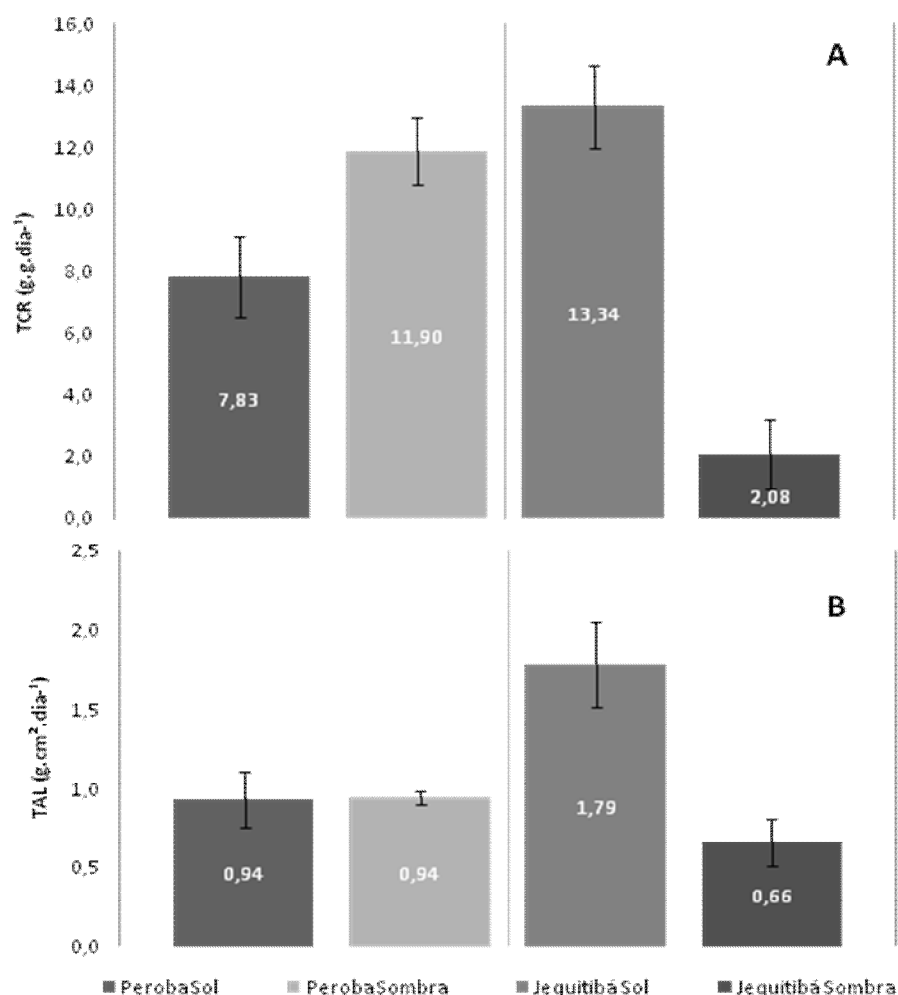 16,0
A
14,0
12,0
10,0
8,0
6,0
4,0
2,0
0,0
TCR (g.g.dia-¹)
7,83
11,90
13,34
2,08
2,5
B
2,0
1,5
1,0
0,5
0,0
TAL (g.cm².dia-¹)
0,94
0,94
1,79
0,66
PerobaSol
PerobaSombra
JequitibáSol
JequitibáSombra